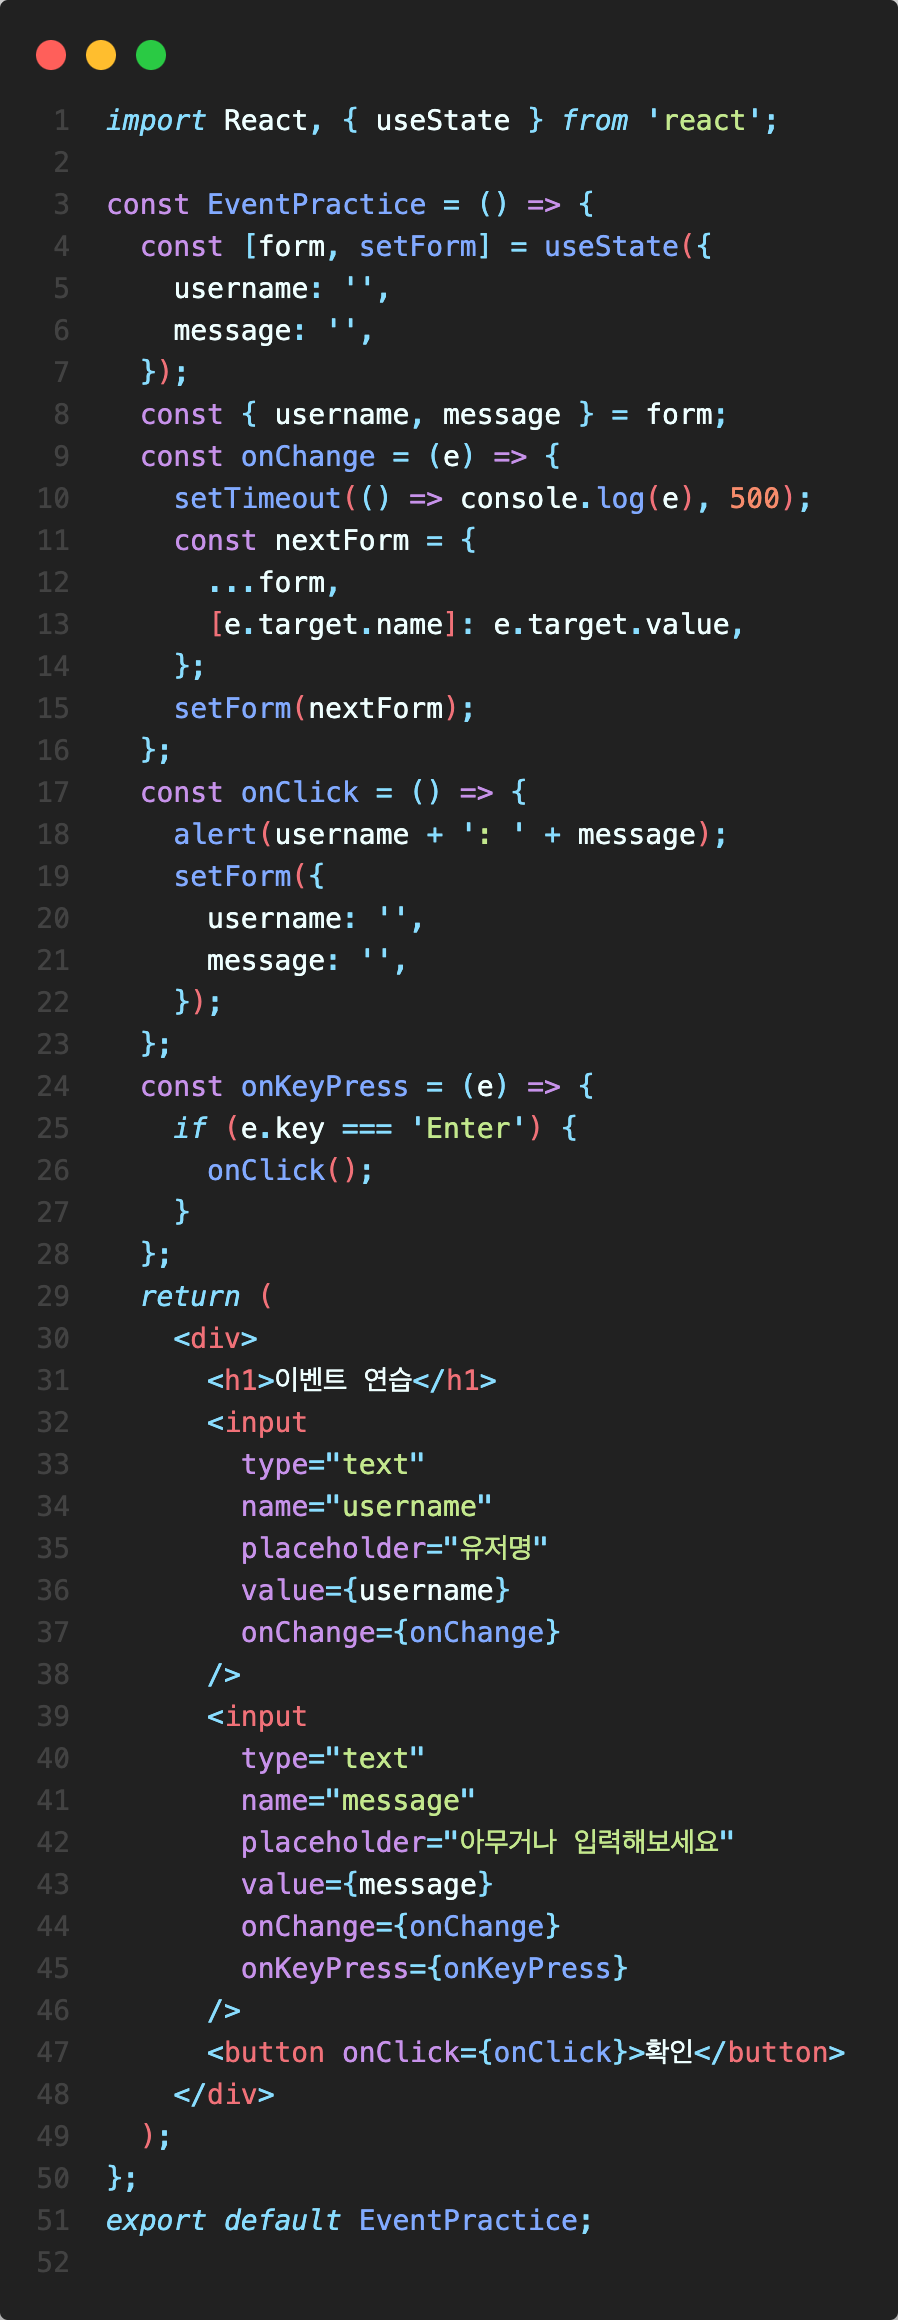 1 import React, { useState } from 'react';
2
3 const EventPractice = () => {
4   const [form, setForm] = useState({
5     username: '',
6     message: '',
7   });
8   const { username, message } = form;
9   const onChange = (e) => {
10     setTimeout(() => console.log(e), 500);
11     const nextForm = {
12       ...form,
13       [e.target.name]: e.target.value,
14     };
15     setForm(nextForm);
16   };
17   const onClick = () => {
18     alert(username + ': ' + message);
19     setForm({
20       username: '',
21       message: '',
22     });
23   };
24   const onKeyPress = (e) => {
25     if (e.key === 'Enter') {
26       onClick();
27     }
28   };
29   return (
30     <div>
31       <h1>이벤트 연습</h1>
32       <input
33         type="text"
34         name="username"
35         placeholder="유저명"
36         value={username}
37         onChange={onChange}
38       />
39       <input
40         type="text"
41         name="message"
42         placeholder="아무거나 입력해보세요"
43         value={message}
44         onChange={onChange}
45         onKeyPress={onKeyPress}
46       />
47       <button onClick={onClick}>확인</button>
48     </div>
49   );
50 };
51 export default EventPractice;
52